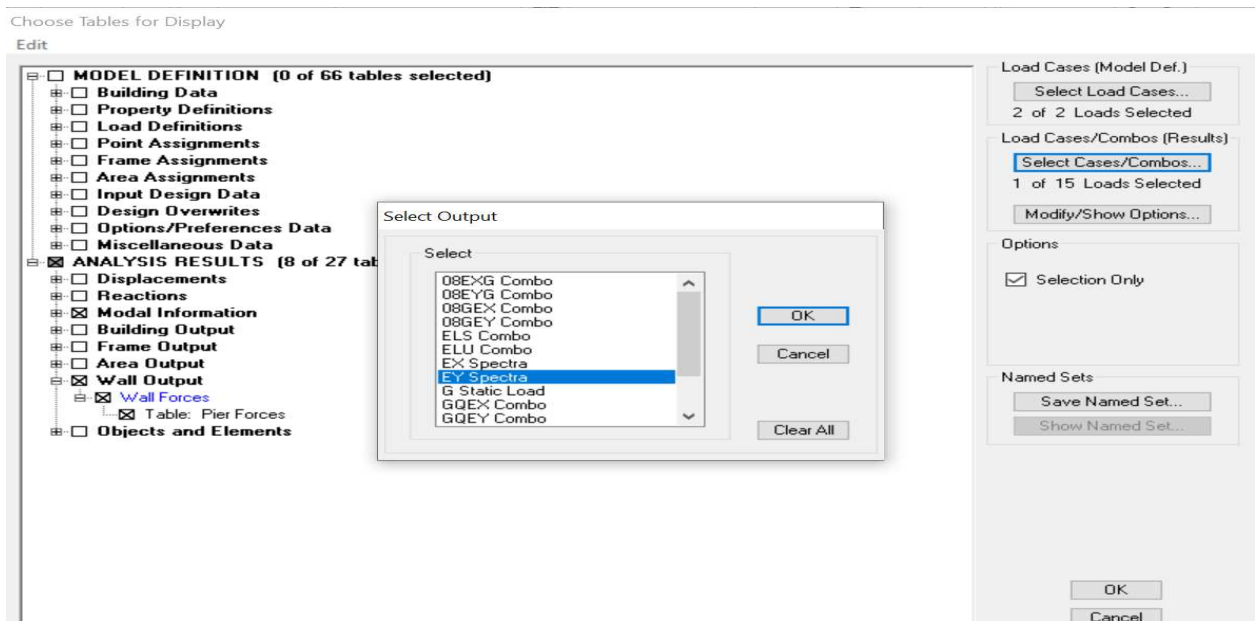 Choose Tables for Display
Edit
MODEL DEFINITION (0 of 66 tables selected)
Building Data
Property Definitions
Load Definitions
Point Assignments
Frame Assignments
Area Assignments
Input Design Data
Design Overwrites
Options/Preferences Data
Miscellaneous Data
ANALYSIS RESULTS (8 of 27 tab
Displacements
Reactions
Modal Information
Building Output
Frame Output
Area Output
Wall Output
Wall Forces
Table: Pier Forces
Objects and Elements
Select Output
Select
08EXG Combo
08EYG Combo
08GEX Combo
08GEY Combo
ELS Combo
ELU Combo
EX Spectra
EY Spectra
G Static Load
GQEX Combo
GQEY Combo
OK
Cancel
Clear All
Load Cases (Model Def.)
Select Load Cases...
2 of 2 Loads Selected
Load Cases/Combos (Results)
Select Cases/Combos...
1 of 15 Loads Selected
Modify/Show Options...
Options
Selection Only
Named Sets
Save Named Set...
Show Named Set...
OK
Cancel